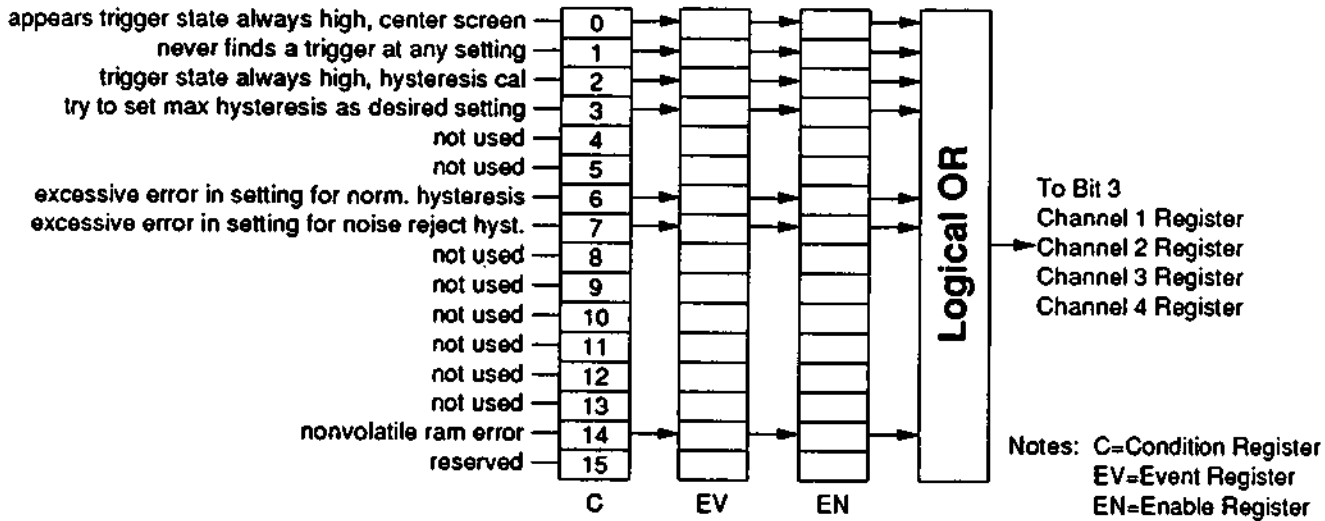 appears trigger state always high, center screen 0
never finds a trigger at any setting 1
trigger state always high, hysteresis cal 2
try to set max hysteresis as desired setting 3
not used 4
not used 5
excessive error in setting for norm. hysteresis 6
excessive error in setting for noise reject hyst. 7
not used 8
not used 9
not used 10
not used 11
not used 12
not used 13
nonvolatile ram error 14
reserved 15
C EV EN
Logical OR
To Bit 3
Channel 1 Register
Channel 2 Register
Channel 3 Register
Channel 4 Register
Notes: C=Condition Register
EV=Event Register
EN=Enable Register